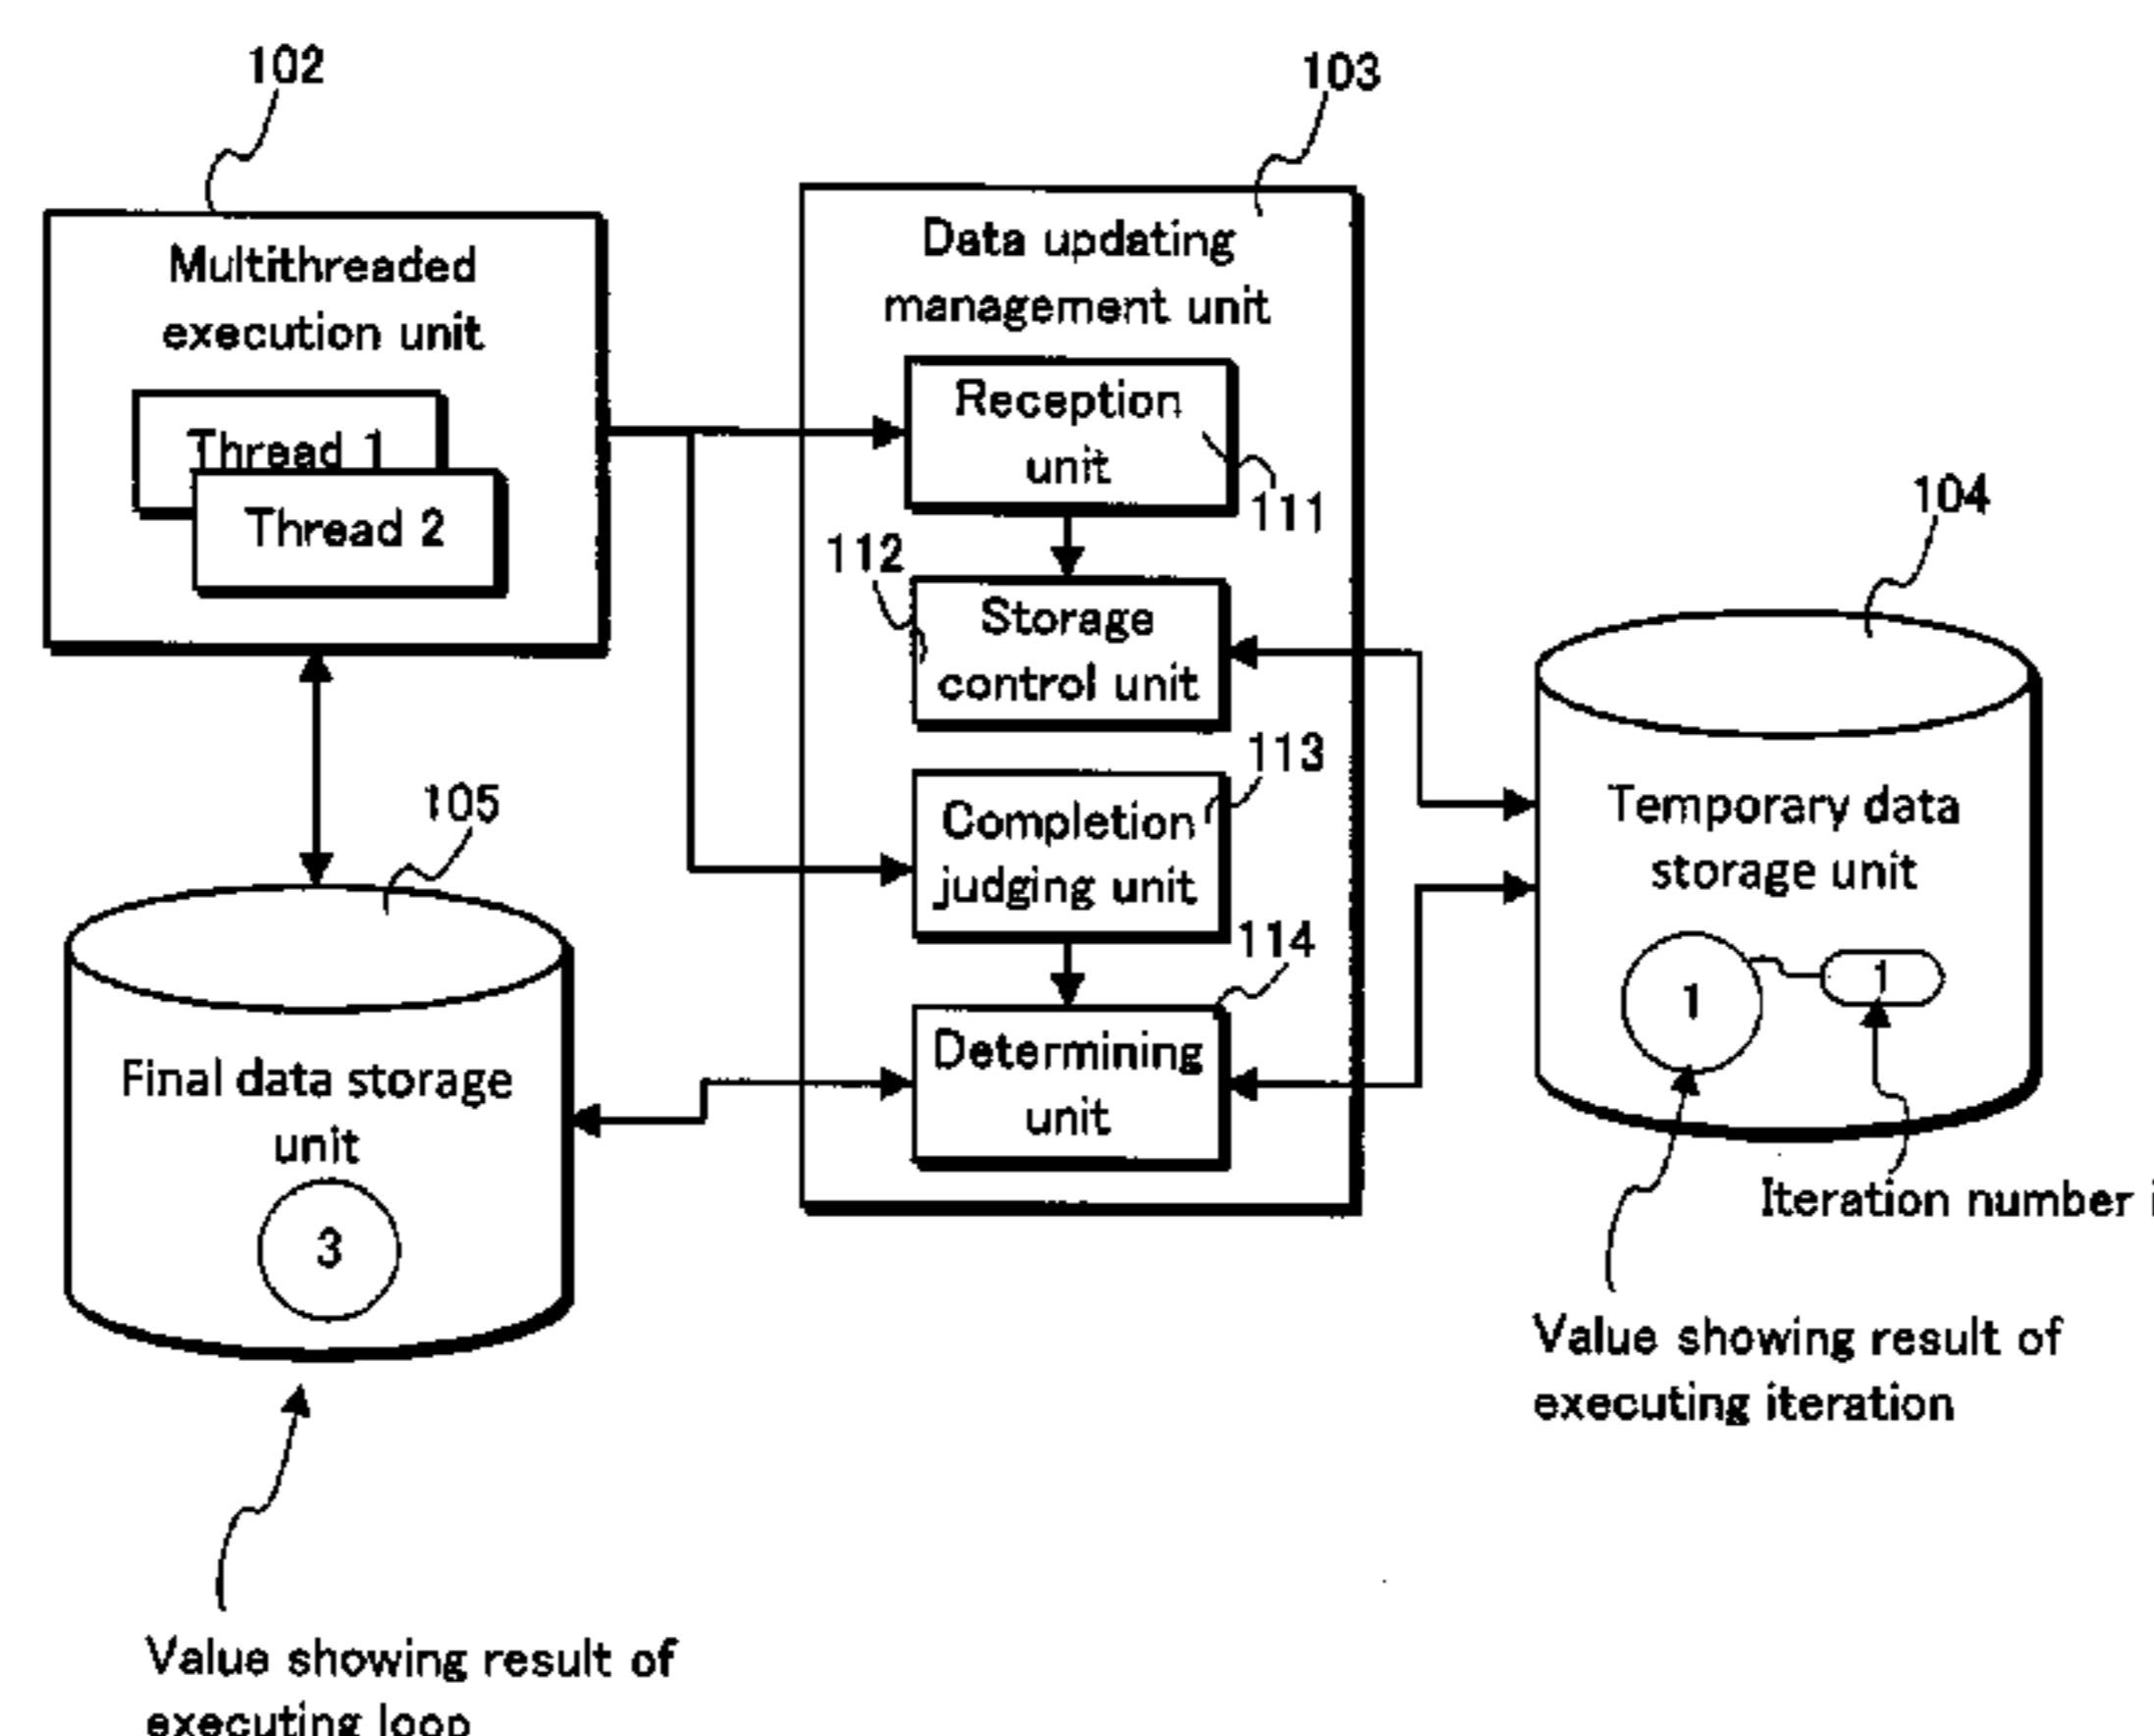 102
103
Multithreaded
execution unit
Thread 1
Thread 2
Data updating
management unit
Reception
unit
111
112
Storage
control unit
113
Completion
judging unit
114
Determining
unit
104
Temporary data
storage unit
1
1
Iteration number i
Value showing result of
executing iteration
105
Final data storage
unit
3
Value showing result of
executing loop